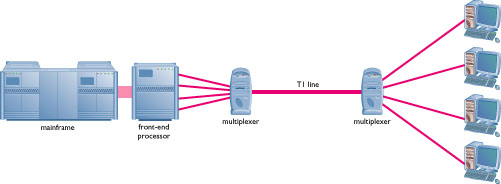 T1 line
mainframe
front-end
processor
multiplexer
multiplexer